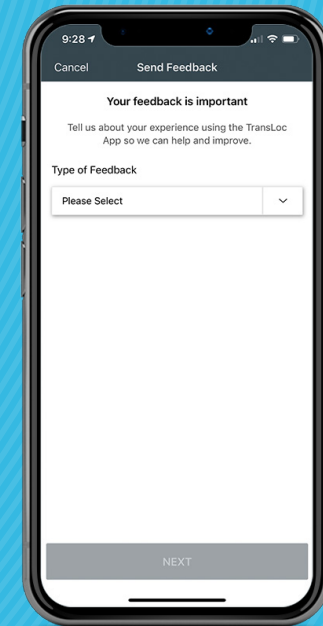 9:28
Cancel
Send Feedback
Your feedback is important
Tell us about your experience using the TransLoc
App so we can help and improve.
Type of Feedback
Please Select
NEXT